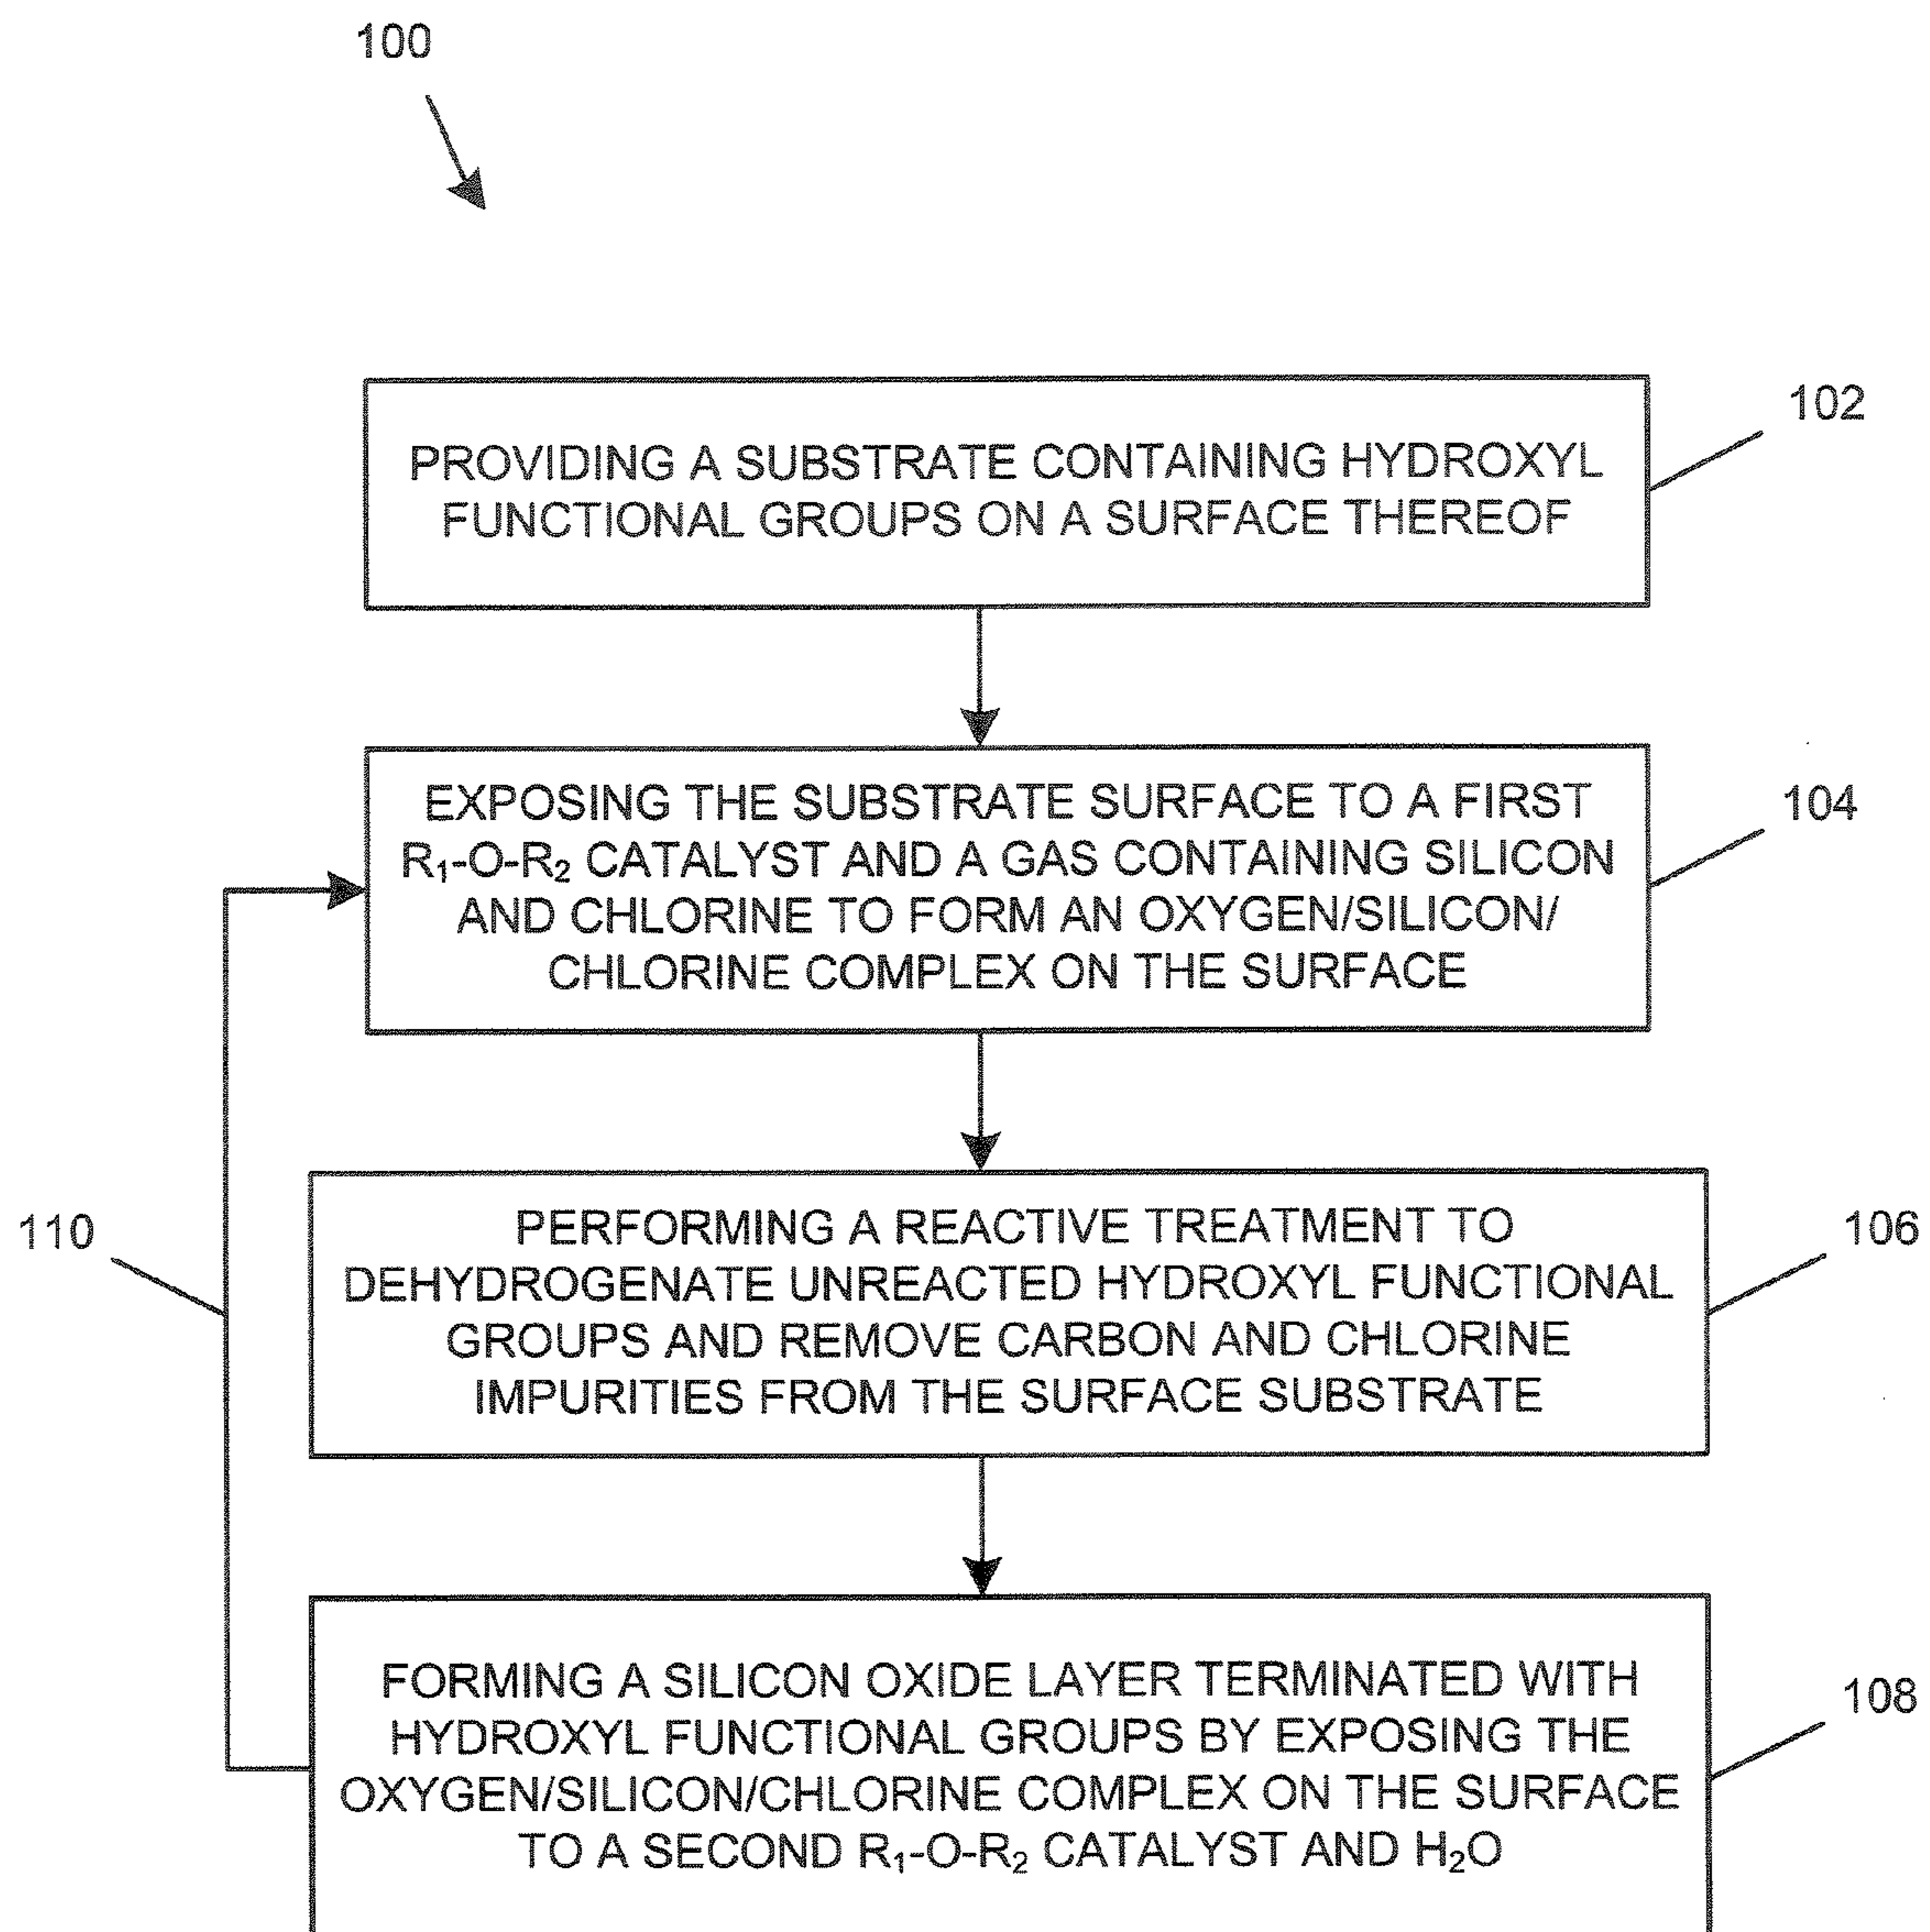 100
102
PROVIDING A SUBSTRATE CONTAINING HYDROXYL
FUNCTIONAL GROUPS ON A SURFACE THEREOF
104
EXPOSING THE SUBSTRATE SURFACE TO A FIRST
R₁-O-R₂ CATALYST AND A GAS CONTAINING SILICON
AND CHLORINE TO FORM AN OXYGEN/SILICON/
CHLORINE COMPLEX ON THE SURFACE
110
106
PERFORMING A REACTIVE TREATMENT TO
DEHYDROGENATE UNREACTED HYDROXYL FUNCTIONAL
GROUPS AND REMOVE CARBON AND CHLORINE
IMPURITIES FROM THE SURFACE SUBSTRATE
108
FORMING A SILICON OXIDE LAYER TERMINATED WITH
HYDROXYL FUNCTIONAL GROUPS BY EXPOSING THE
OXYGEN/SILICON/CHLORINE COMPLEX ON THE SURFACE
TO A SECOND R₁-O-R₂ CATALYST AND H₂O